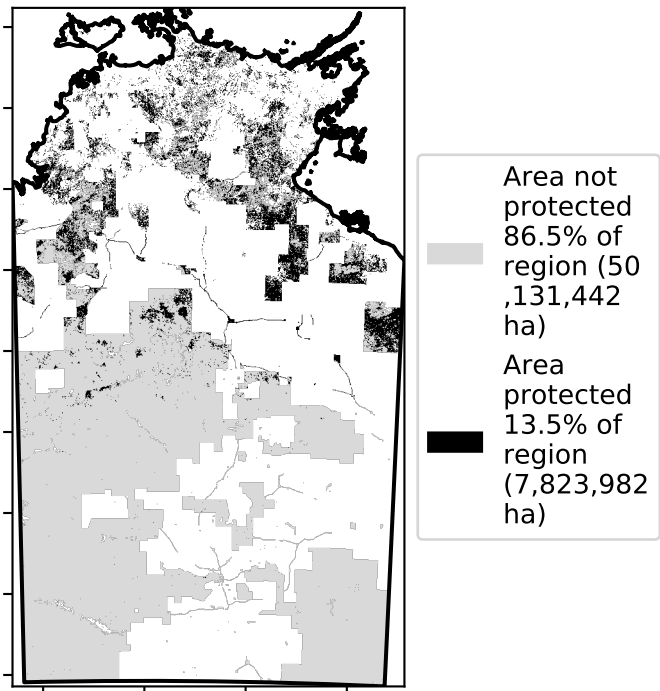 Area not
protected
86.5% of
region (50
,131,442
ha)
Area
protected
13.5% of
region
(7,823,982
ha)